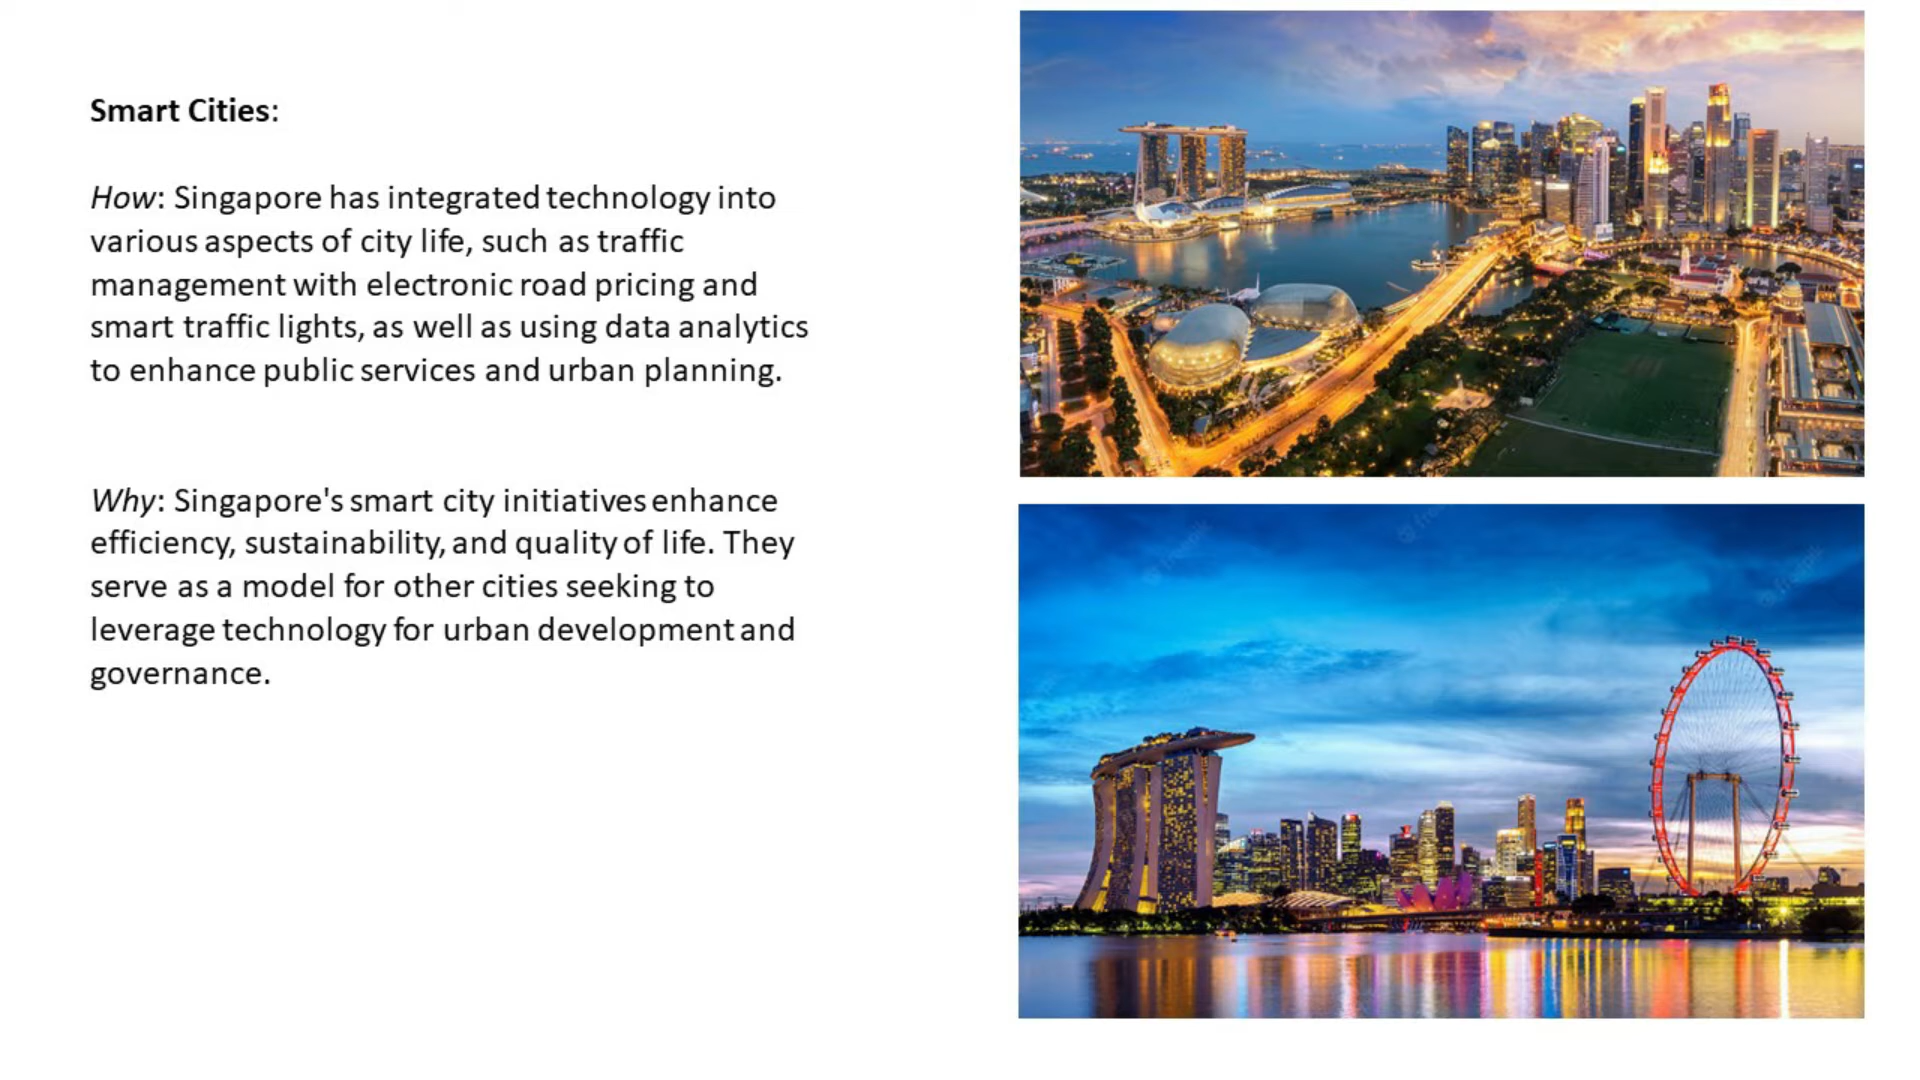 Smart Cities:
How: Singapore has integrated technology into
various aspects of city life, such as traffic
management with electronic road pricing and
smart traffic lights, as well as using data analytics
to enhance public services and urban planning.
Why: Singapore's smart city initiatives enhance
efficiency, sustainability, and quality of life. They
serve as a model for other cities seeking to
leverage technology for urban development and
governance.